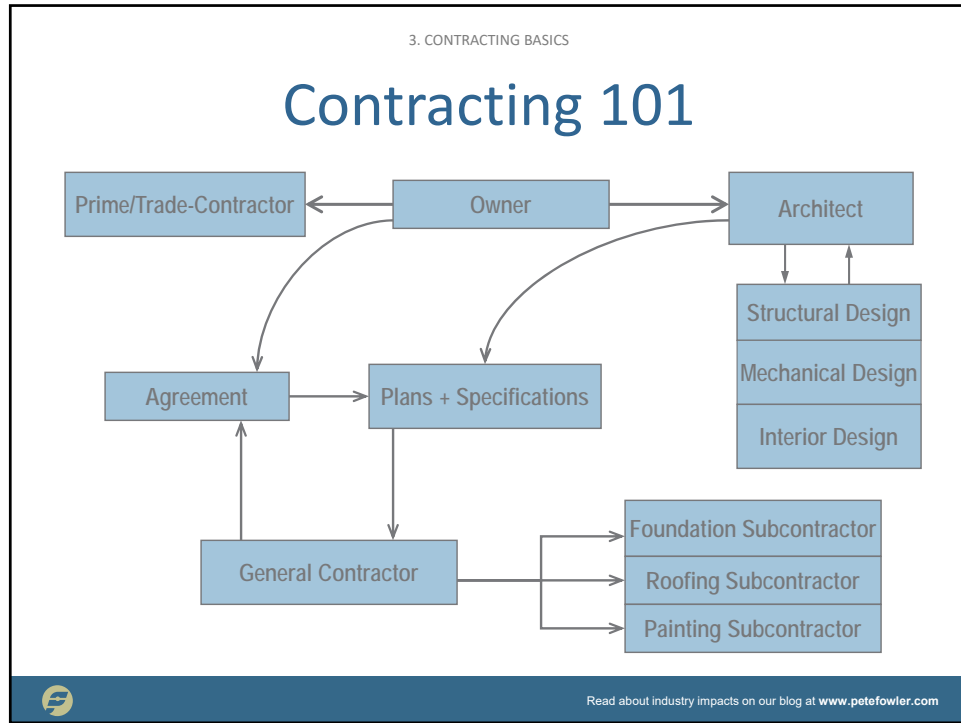 3. CONTRACTING BASICS
Contracting 101
Prime/Trade-Contractor
Owner
Architect
Structural Design
Mechanical Design
Interior Design
Agreement
Plans + Specifications
General Contractor
Foundation Subcontractor
Roofing Subcontractor
Painting Subcontractor
Read about industry impacts on our blog at www.petefowler.com